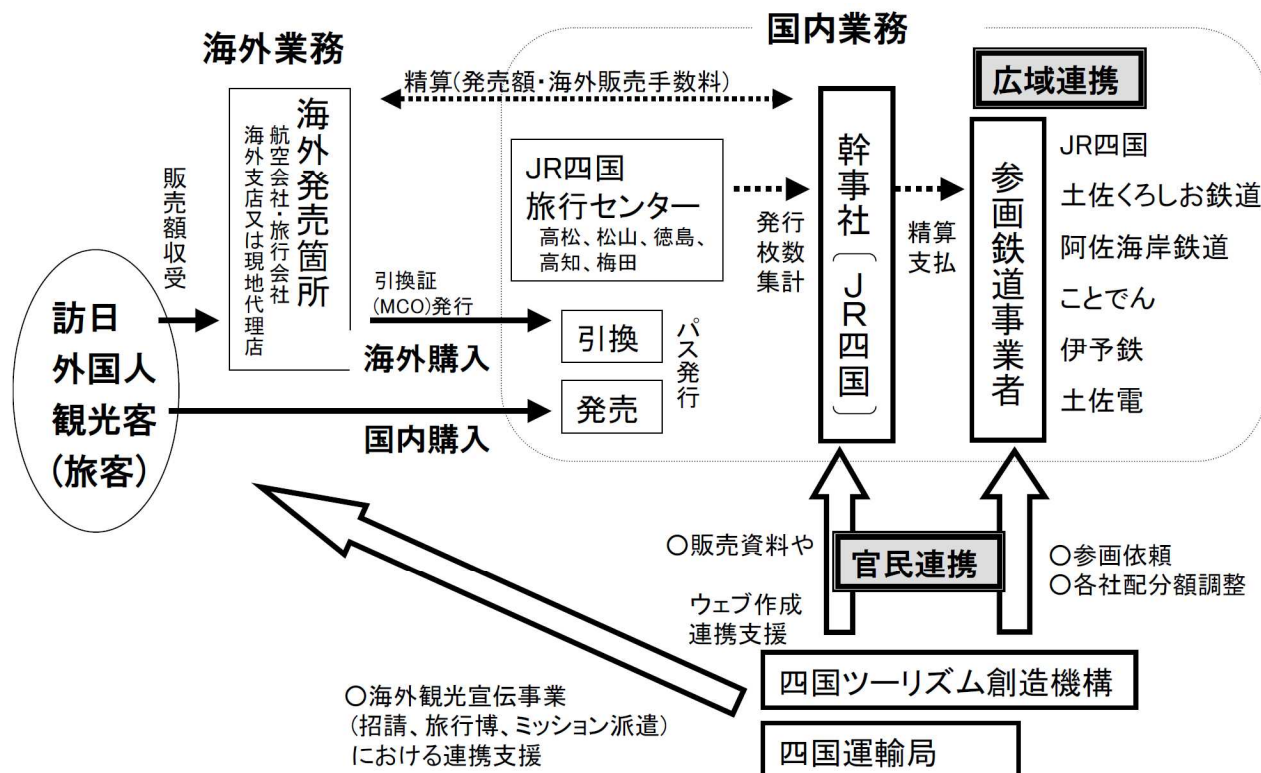 海外業務
国内業務
広域連携
精算(発売額・海外販売手数料)
海外発売箇所
航空会社・旅行会社
海外支店又は現地代理店
販売額収受
訪日
外国人
観光客
(旅客)
引換証
(MCO)発行
海外購入
国内購入
JR四国
旅行センター
高松、松山、徳島、
高知、梅田
引換
発売
パス発行
発行
枚数
集計
幹事社〔JR四国〕
精算
支払
参画鉄道事業者
JR四国
土佐くろしお鉄道
阿佐海岸鉄道
ことでん
伊予鉄
土佐電
○販売資料や
ウェブ作成
連携支援
官民連携
○参画依頼
○各社配分額調整
○海外観光宣伝事業
(招請、旅行博、ミッション派遣)
における連携支援
四国ツーリズム創造機構
四国運輸局